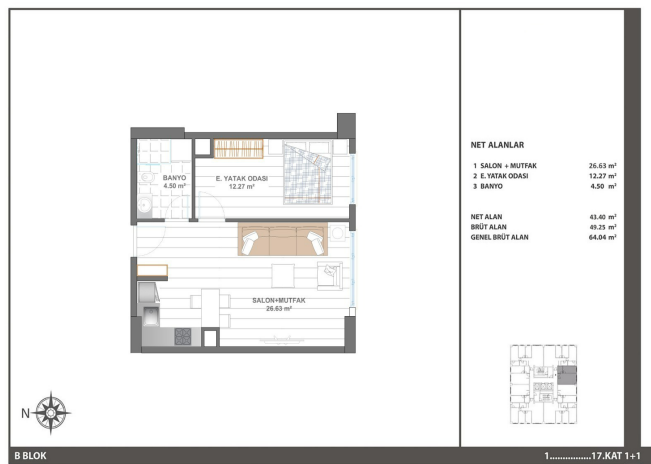 BANYO
4.50 m²
E. YATAK ODASI
12.27 m²
SALON+MUTFAK
26.63 m²
NET ALANLAR
1 SALON + MUTFAK 26.63 m²
2 E. YATAK ODASI 12.27 m²
3 BANYO 4.50 m²
NET ALAN 43.40 m²
BRÜT ALAN 49.25 m²
GENEL BRÜT ALAN 64.04 m²
N
B BLOK
1................17.KAT 1+1